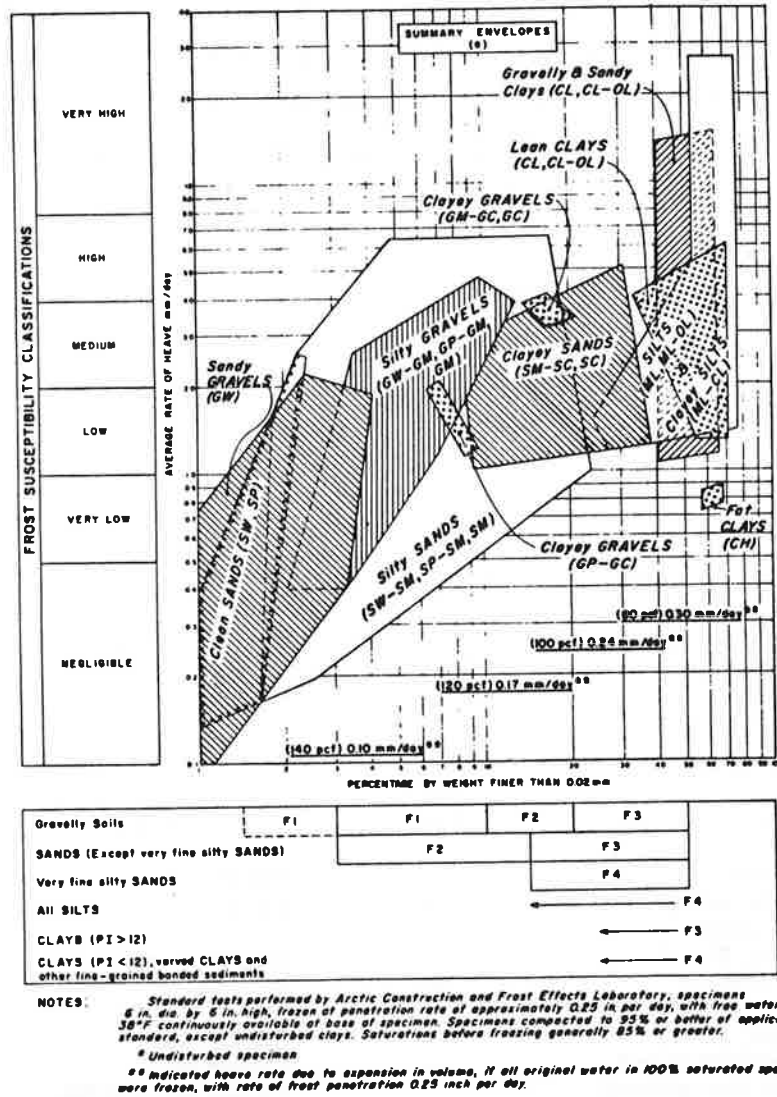 SUMMARY ENVELOPES
(a)
Gravelly & Sandy
Clays (CL, CL-OL)
Lean CLAYS
(CL, CL-OL)
Clayey GRAVELS
(GM-GC, GC)
FROST SUSCEPTIBILITY CLASSIFICATIONS
VERY HIGH
HIGH
MEDIUM
LOW
VERY LOW
NEGLIGIBLE
AVERAGE RATE OF HEAVE mm/day
Sandy
GRAVELS
(GW)
Silty GRAVELS
(GW-GM, GP-GM,
GM)
Clayey SANDS
(SM-SC, SC)
SILTS
(ML, ML-OL)
&
Clayey SILTS
(ML-CL)
Clean SANDS (SW, SP)
Silty SANDS
(SW-SM, SP-SM, SM)
Clayey GRAVELS
(GP-GC)
Fat
CLAYS
(CH)
0.30 mm/day **
(100 pcf) 0.24 mm/day **
(120 pcf) 0.17 mm/day **
(140 pcf) 0.10 mm/day **
PERCENTAGE BY WEIGHT FINER THAN 0.02 mm
Gravelly Soils F1 F1 F2 F3
SANDS (Except very fine silty SANDS) F2 F3
Very fine silty SANDS F4
All SILTS F4
CLAYS (PI > 12) F3
CLAYS (PI < 12), varved CLAYS and
other fine-grained banded sediments F4
NOTES: Standard tests performed by Arctic Construction and Frost Effects Laboratory, specimens
6 in. dia. by 6 in. high, frozen at penetration rate of approximately 0.25 in. per day, with free water
38°F continuously available at base of specimen. Specimens compacted to 95% or better of applic
standard, except undisturbed clays. Saturations before freezing generally 85% or greater.
* Undisturbed specimen
** Indicated heave rate due to expansion in volume, if all original water in 100% saturated spe
were frozen, with rate of frost penetration 0.25 inch per day.